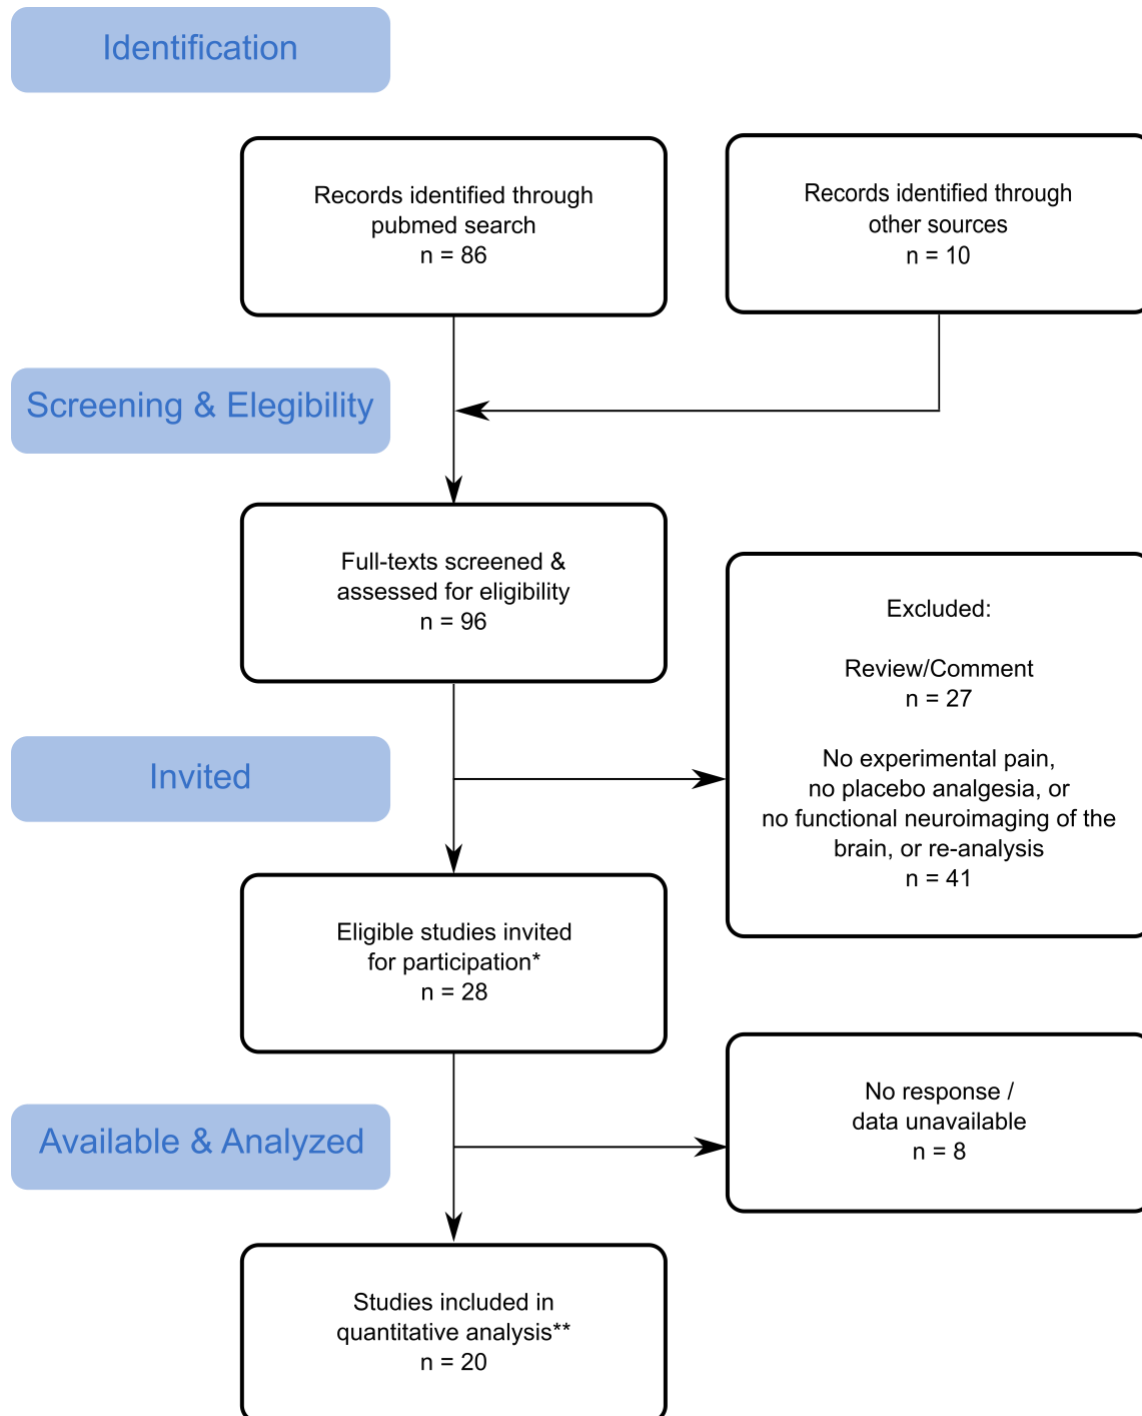 Identification
Records identified through
pubmed search
n = 86
Records identified through
other sources
n = 10
Screening & Elegibility
Full-texts screened &
assessed for eligibility
n = 96
Excluded:
Review/Comment
n = 27
No experimental pain,
no placebo analgesia, or
no functional neuroimaging of the
brain, or re-analysis
n = 41
Invited
Eligible studies invited
for participation*
n = 28
No response /
data unavailable
n = 8
Available & Analyzed
Studies included in
quantitative analysis**
n = 20